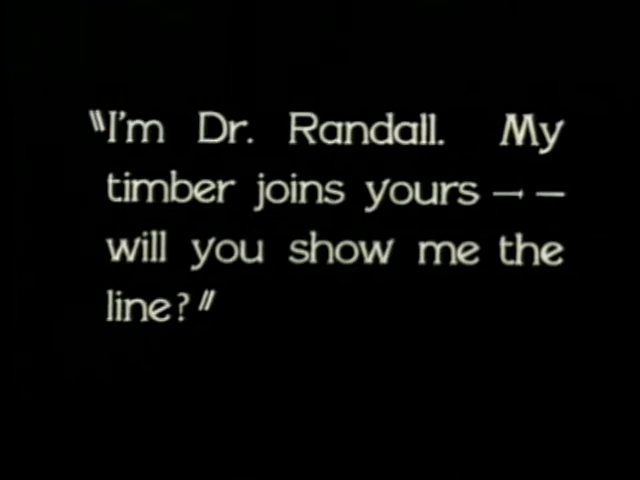 "I'm Dr. Randall. My
timber joins yours — —
will you show me the
line?"